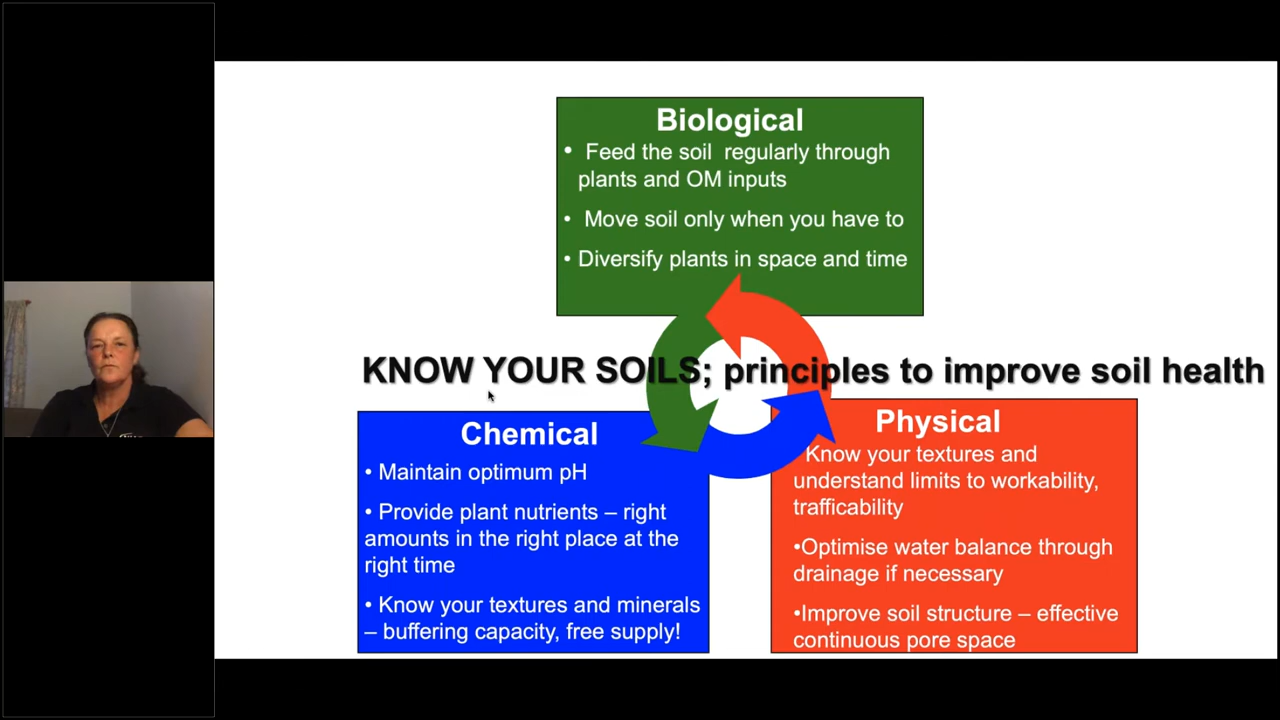 Biological
• Feed the soil regularly through
plants and OM inputs
• Move soil only when you have to
• Diversify plants in space and time
KNOW YOUR SOILS; principles to improve soil health
Chemical
• Maintain optimum pH
• Provide plant nutrients – right
amounts in the right place at the
right time
• Know your textures and minerals
– buffering capacity, free supply!
Physical
Know your textures and
understand limits to workability,
trafficability
•Optimise water balance through
drainage if necessary
•Improve soil structure – effective
continuous pore space